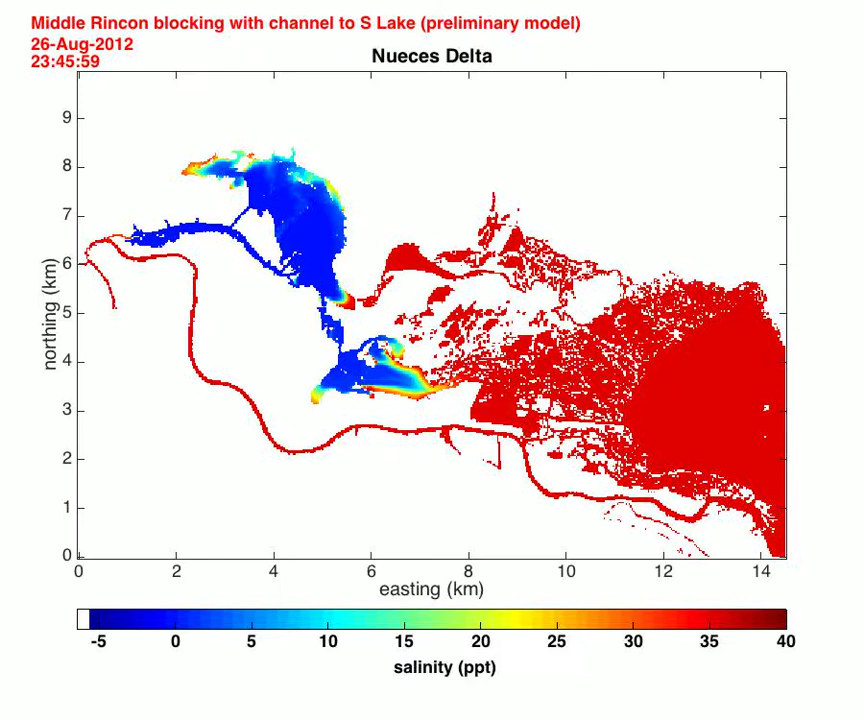 Middle Rincon blocking with channel to S Lake (preliminary model)
26-Aug-2012
23:45:59
Nueces Delta
9
8
7
6
5
4
3
2
1
0
northing (km)
0 2 4 6 8 10 12 14
easting (km)
-5 0 5 10 15 20 25 30 35 40
salinity (ppt)